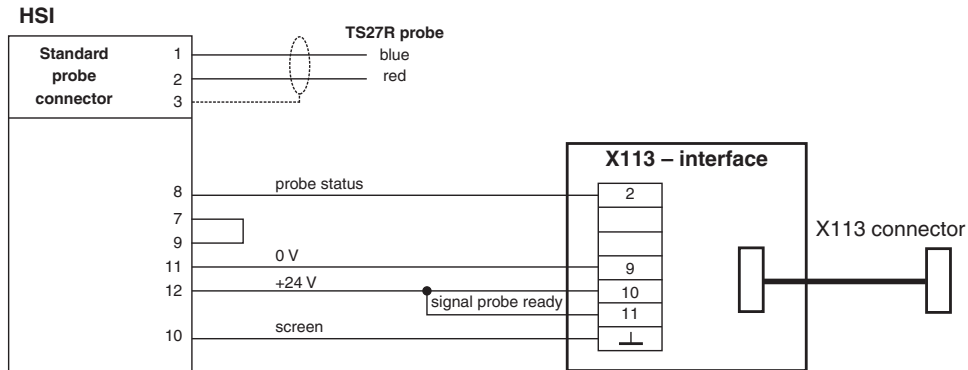 HSI
TS27R probe
Standard
probe
connector
1
blue
2
red
3
X113 – interface
8
probe status
2
7
9
X113 connector
11
0 V
9
12
+24 V
10
signal probe ready
11
10
screen